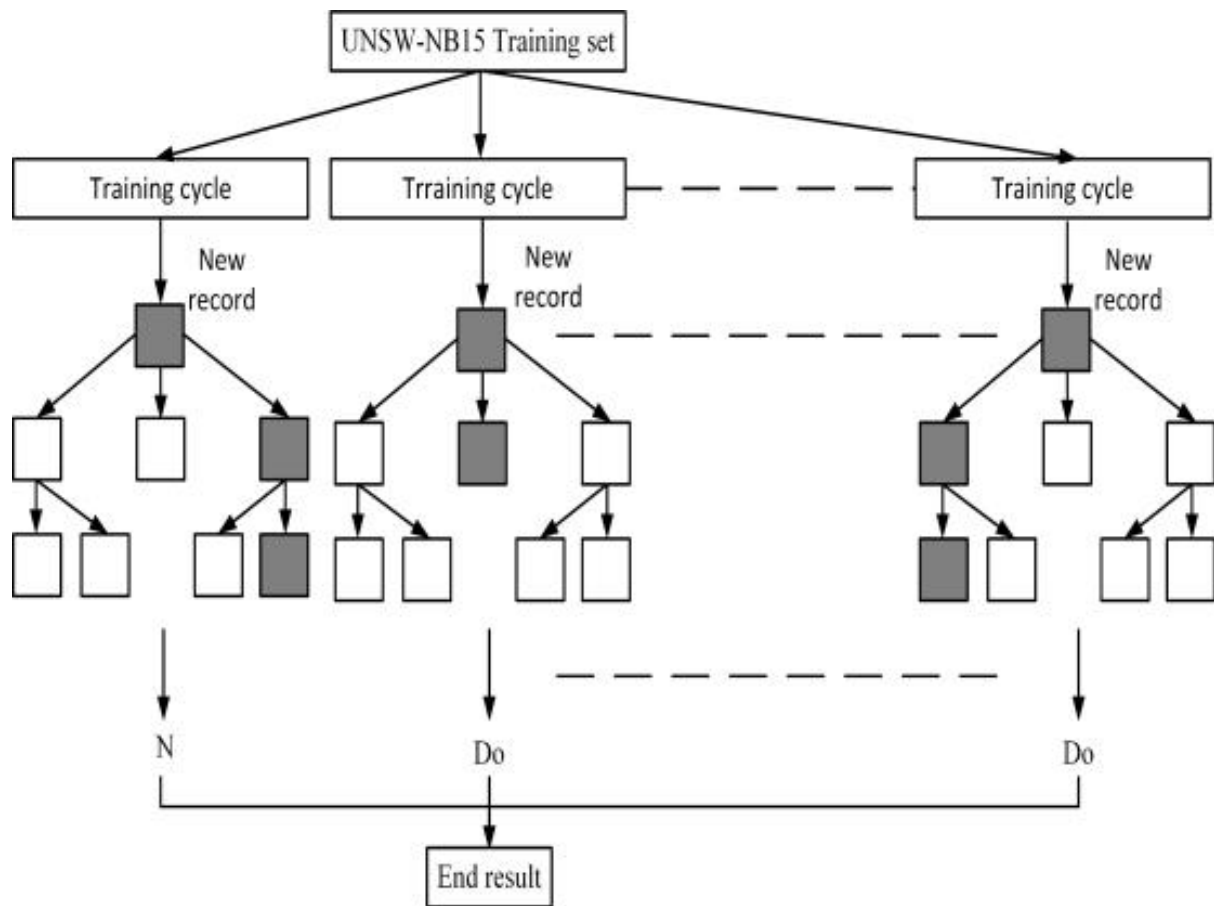 UNSW-NB15 Training set
Training cycle
Trraining cycle
Training cycle
New
record
New
record
New
record
N
Do
Do
End result